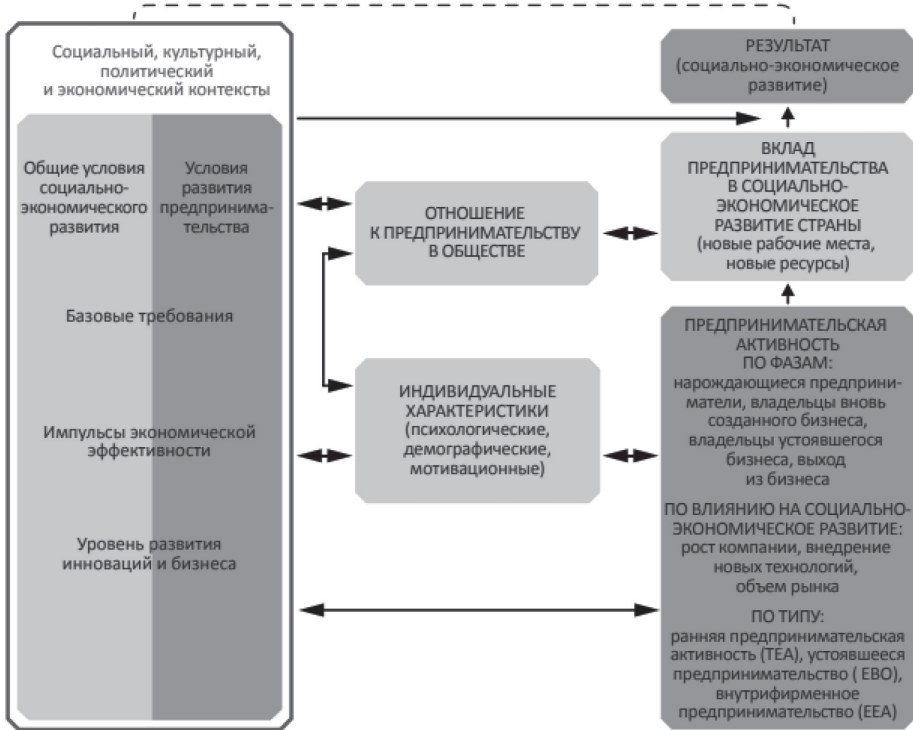 Социальный, культурный,
политический
и экономический контексты
Общие условия
социально-
экономического
развития
Условия
развития
предпринима-
тельства
Базовые требования
Импульсы экономической
эффективности
Уровень развития
инноваций и бизнеса
ОТНОШЕНИЕ
К ПРЕДПРИНИМАТЕЛЬСТВУ
В ОБЩЕСТВЕ
ИНДИВИДУАЛЬНЫЕ
ХАРАКТЕРИСТИКИ
(психологические,
демографические,
мотивационные)
РЕЗУЛЬТАТ
(социально-экономическое
развитие)
ВКЛАД
ПРЕДПРИНИМАТЕЛЬСТВА
В СОЦИАЛЬНО-
ЭКОНОМИЧЕСКОЕ
РАЗВИТИЕ СТРАНЫ
(новые рабочие места,
новые ресурсы)
ПРЕДПРИНИМАТЕЛЬСКАЯ
АКТИВНОСТЬ
ПО ФАЗАМ:
нарождающиеся предприни-
матели, владельцы вновь
созданного бизнеса,
владельцы устоявшегося
бизнеса, выход
из бизнеса
ПО ВЛИЯНИЮ НА СОЦИАЛЬНО-
ЭКОНОМИЧЕСКОЕ РАЗВИТИЕ:
рост компании, внедрение
новых технологий,
объем рынка
ПО ТИПУ:
ранняя предпринимательская
активность (TEA), устоявшееся
предпринимательство ( EBO),
внутрифирменное
предпринимательство (EEA)